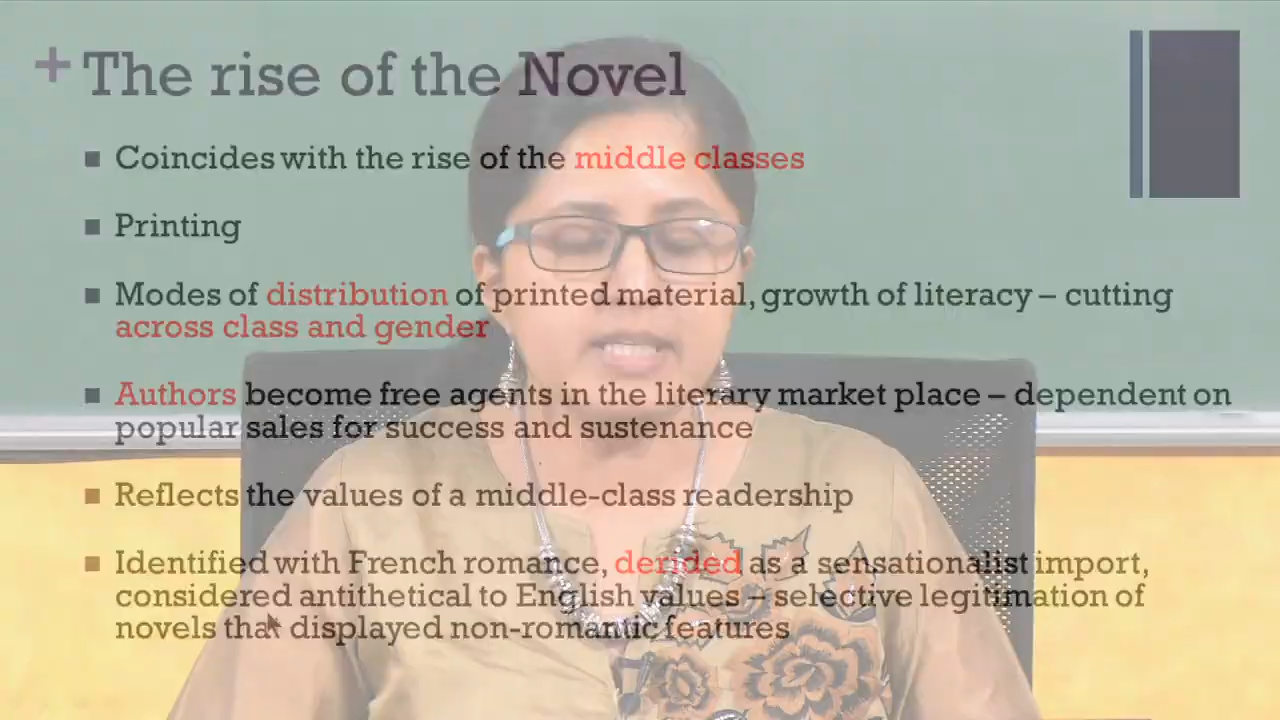 The rise of the Novel
Coincides with the rise of the middle classes
Printing
Modes of distribution of printed material, growth of literacy – cutting
across class and gender
Authors become free agents in the literary market place – dependent on
popular sales for success and sustenance
Reflects the values of a middle-class readership
Identified with French romance, derided as a sensationalist import,
considered antithetical to English values – selective legitimation of
novels that displayed non-romantic features